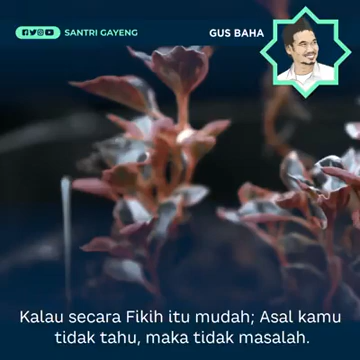 SANTRI GAYENG
GUS BAHA
Kalau secara Fikih itu mudah; Asal kamu
tidak tahu, maka tidak masalah.